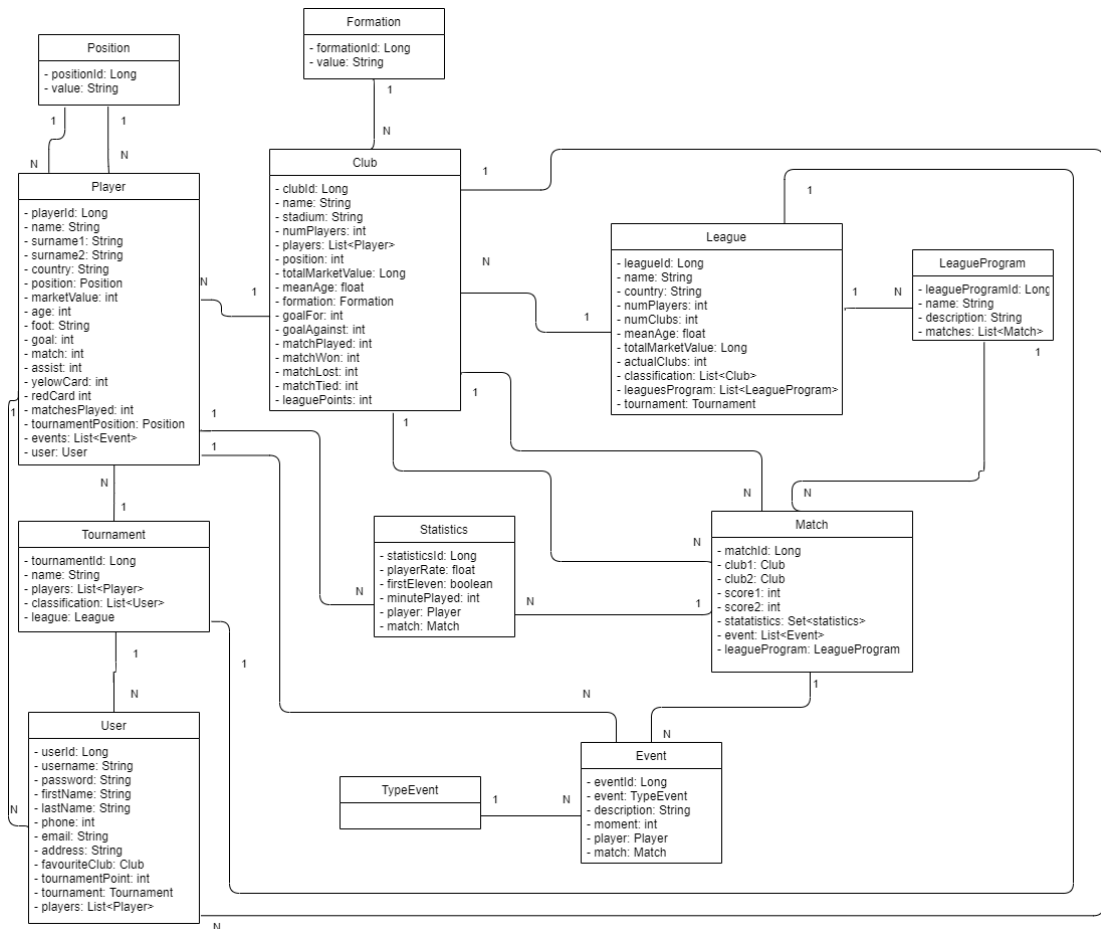 Formation
- formationId: Long
- value: String
Position
- positionId: Long
- value: String
1
1
1
N
N
N
Player
- playerId: Long
- name: String
- surname1: String
- surname2: String
- country: String
- position: Position
- marketValue: int
- age: int
- foot: String
- goal: int
- match: int
- assist: int
- yelowCard: int
- redCard int
- matchesPlayed: int
- tournamentPosition: Position
- events: List<Event>
- user: User
Club
- clubId: Long
- name: String
- stadium: String
- numPlayers: int
- players: List<Player>
- position: int
- totalMarketValue: Long
- meanAge: float
- formation: Formation
- goalFor: int
- goalAgainst: int
- matchPlayed: int
- matchWon: int
- matchLost: int
- matchTied: int
- leaguePoints: int
1
1
N
1
N
1
League
- leagueId: Long
- name: String
- country: String
- numPlayers: int
- numClubs: int
- meanAge: float
- totalMarketValue: Long
- actualClubs: int
- classification: List<Club>
- leaguesProgram: List<LeagueProgram>
- tournament: Tournament
1
N
LeagueProgram
- leagueProgramId: Long
- name: String
- description: String
- matches: List<Match>
1
1
1
1
1
1
N
1
N
N
N
Tournament
- tournamentId: Long
- name: String
- players: List<Player>
- classification: List<User>
- league: League
Statistics
- statisticsId: Long
- playerRate: float
- firstEleven: boolean
- minutePlayed: int
- player: Player
- match: Match
N
N
1
Match
- matchId: Long
- club1: Club
- club2: Club
- score1: int
- score2: int
- statatistics: Set<statistics>
- event: List<Event>
- leagueProgram: LeagueProgram
1
1
1
N
N
N
User
- userId: Long
- username: String
- password: String
- firstName: String
- lastName: String
- phone: int
- email: String
- address: String
- favouriteClub: Club
- tournamentPoint: int
- tournament: Tournament
- players: List<Player>
N
N
TypeEvent
1
N
Event
- eventId: Long
- event: TypeEvent
- description: String
- moment: int
- player: Player
- match: Match